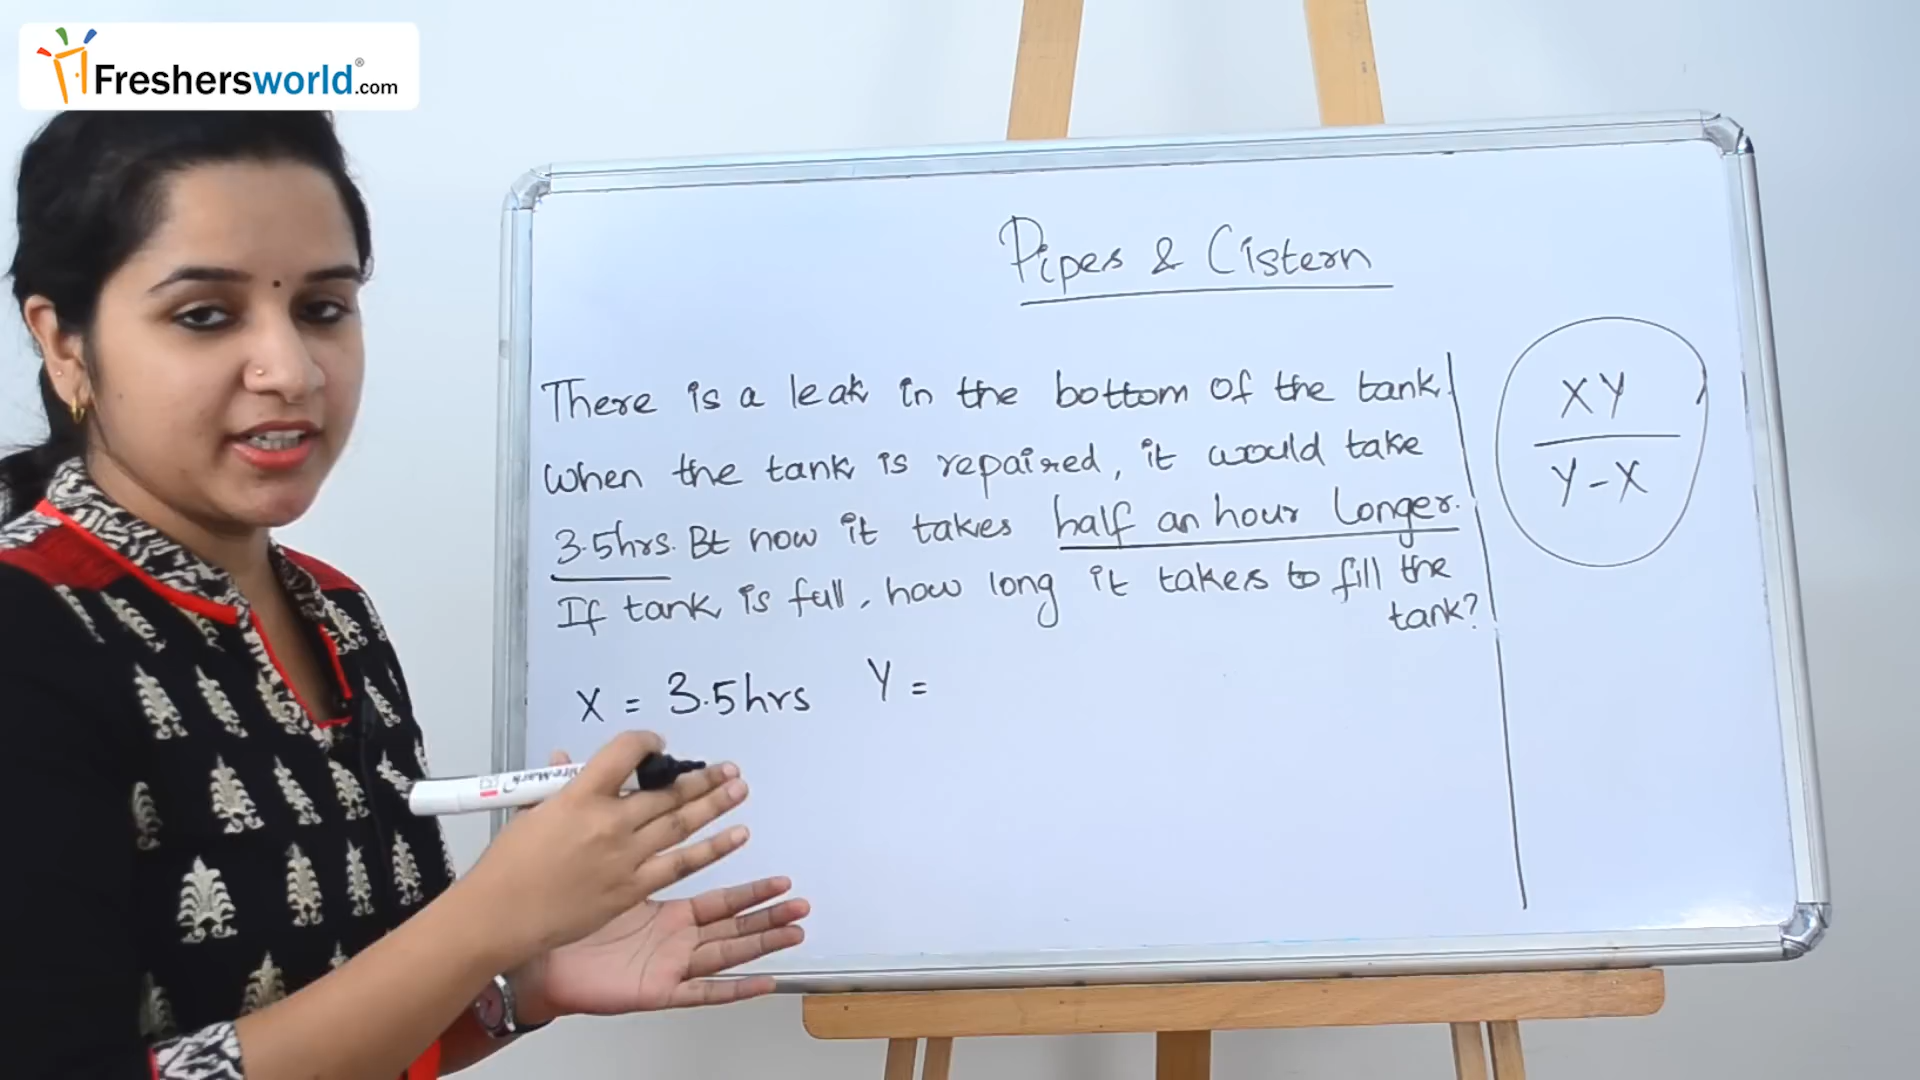 Freshersworld.com
Pipes & Cistern
There is a leak in the bottom of the tank.
When the tank is repaired, it would take
3.5hrs. Bt now it takes half an hour longer.
If tank is full, how long it takes to fill the
tank?
X = 3.5hrs Y =
XY
Y-X